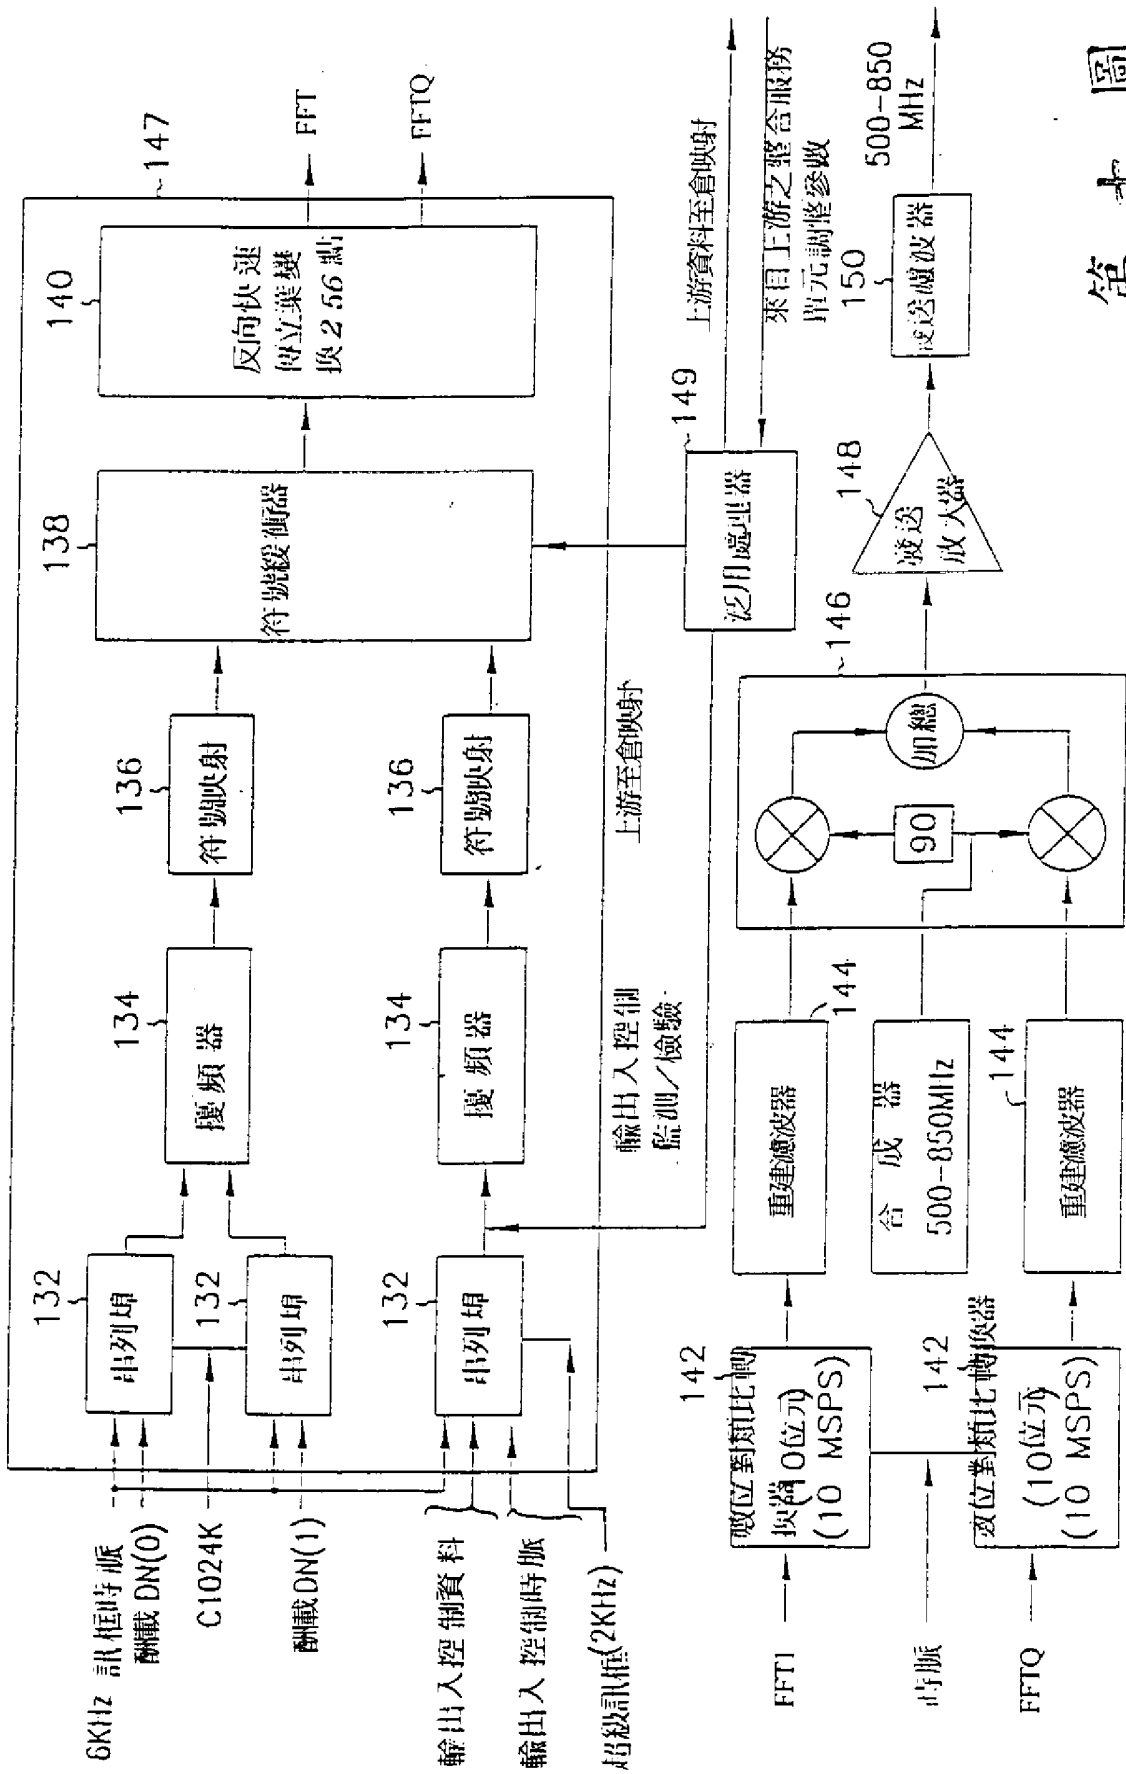 147
140
反向快速
傅立葉變
換256點
FFT
FFTQ
138
符號緩衝器
136
符號映射
136
符號映射
134
擾頻器
134
擾頻器
132
串列埠
132
串列埠
132
串列埠
6KHz 訊框時脈
酬載 DN(0)
C1024K
酬載 DN(1)
輸出入控制資料
輸出入控制時脈
超級訊框(2KHz)
輸出入控制
監測/檢驗
上游至倉映射
149
泛用處理器
上游資料至倉映射
來自上游之整合服務
單元調整參數
FFT1
時脈
FFTQ
142
數位對類比轉
換器(10位元)
(10 MSPS)
142
數位對類比轉換器
(10位元)
(10 MSPS)
144
重建濾波器
合成器
500-850MHz
144
重建濾波器
146
90
加總
148
發送
放大器
150
發送濾波器
500-850
MHz
第十圖